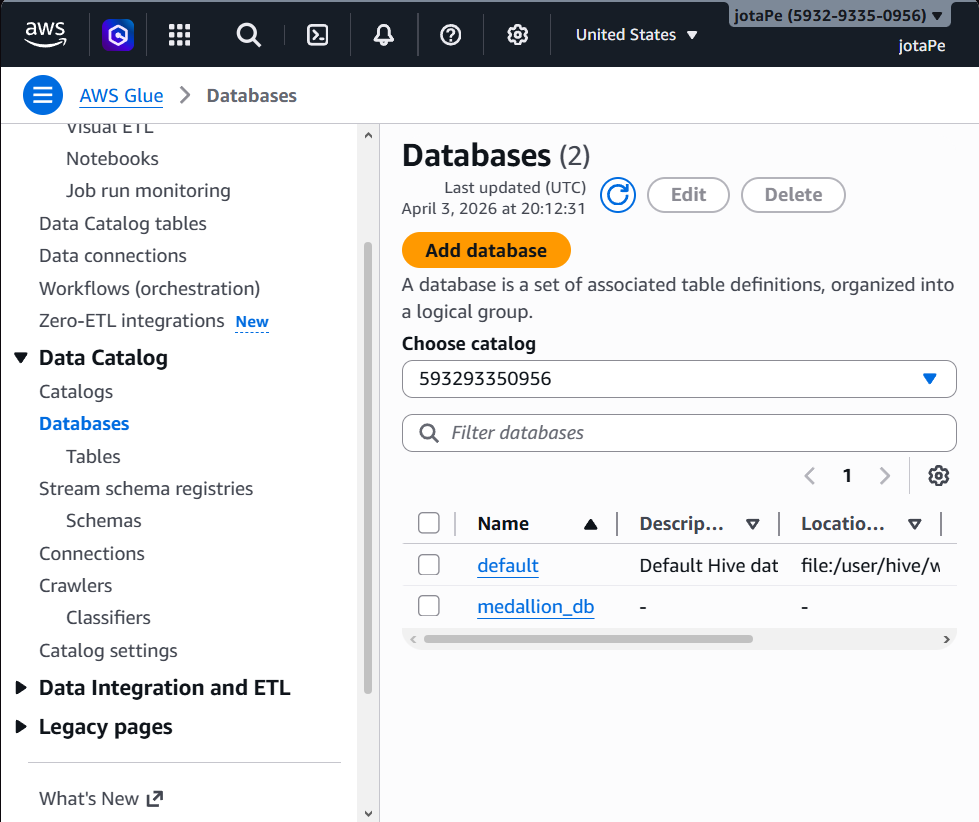 aws
United States
jotaPe (5932-9335-0956)
jotaPe
AWS Glue
Databases
Visual ETL
Notebooks
Job run monitoring
Data Catalog tables
Data connections
Workflows (orchestration)
Zero-ETL integrations New
Data Catalog
Catalogs
Databases
Tables
Stream schema registries
Schemas
Connections
Crawlers
Classifiers
Catalog settings
Data Integration and ETL
Legacy pages
What's New
Databases (2)
Last updated (UTC)
April 3, 2026 at 20:12:31
Edit
Delete
Add database
A database is a set of associated table definitions, organized into
a logical group.
Choose catalog
593293350956
Filter databases
1
Name Descrip... Locatio...
default Default Hive dat file:/user/hive/w
medallion_db - -